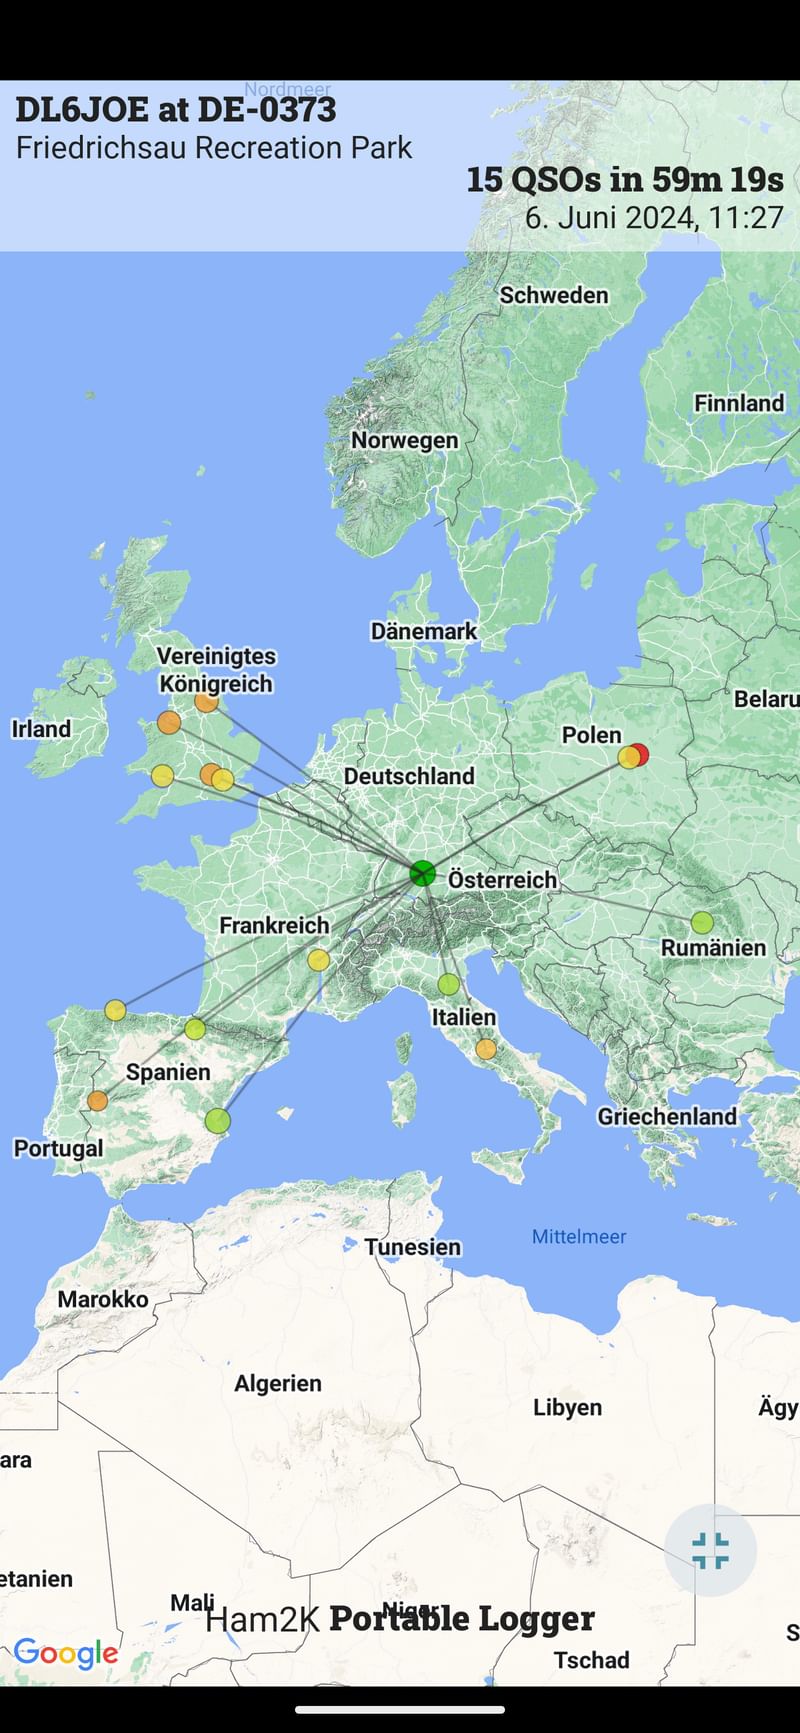 Nordmeer
DL6JOE at DE-0373
Friedrichsau Recreation Park
15 QSOs in 59m 19s
6. Juni 2024, 11:27
Schweden
Finnland
Norwegen
Dänemark
Vereinigtes
Königreich
Belaru
Irland
Polen
Deutschland
Österreich
Frankreich
Rumänien
Italien
Spanien
Griechenland
Portugal
Mittelmeer
Tunesien
Marokko
Algerien
Libyen
Ägy
ara
etanien
Mali
Niger
Ham2K Portable Logger
S
Google
Tschad